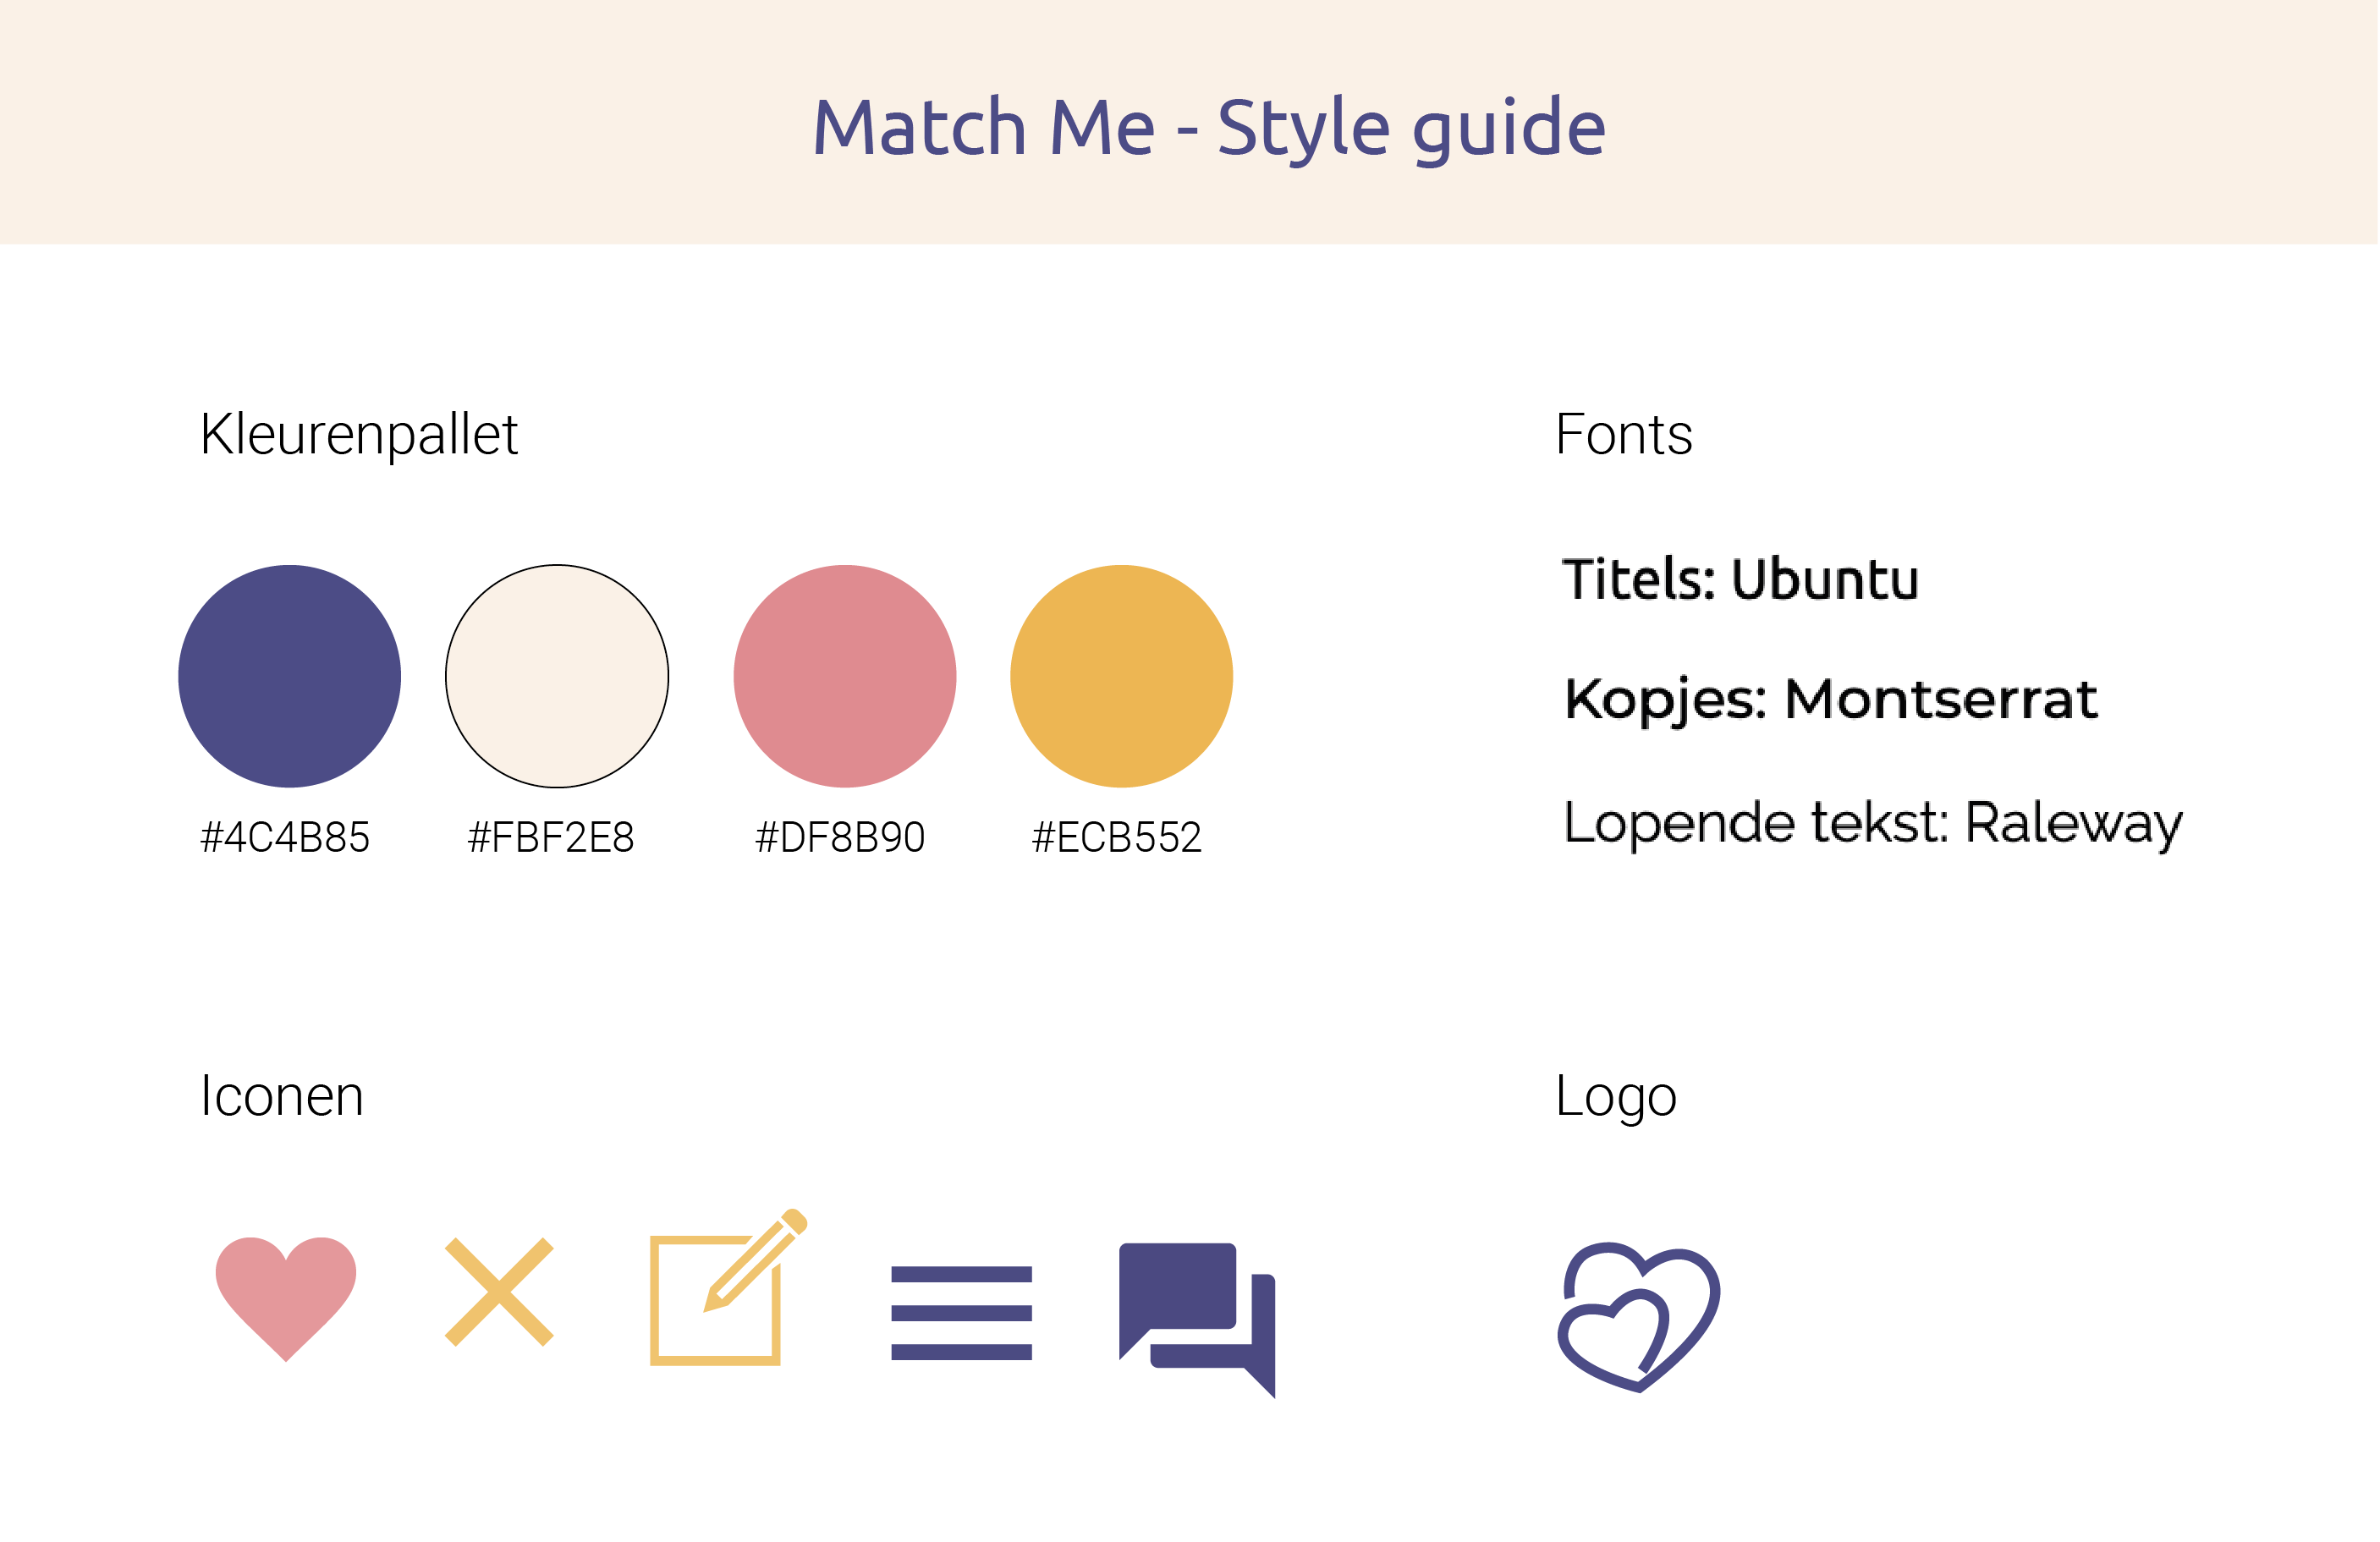 Match Me - Style guide
Kleurenpallet
#4C4B85
#FBF2E8
#DF8B90
#ECB552
Fonts
Titels: Ubuntu
Kopjes: Montserrat
Lopende tekst: Raleway
Iconen
Logo